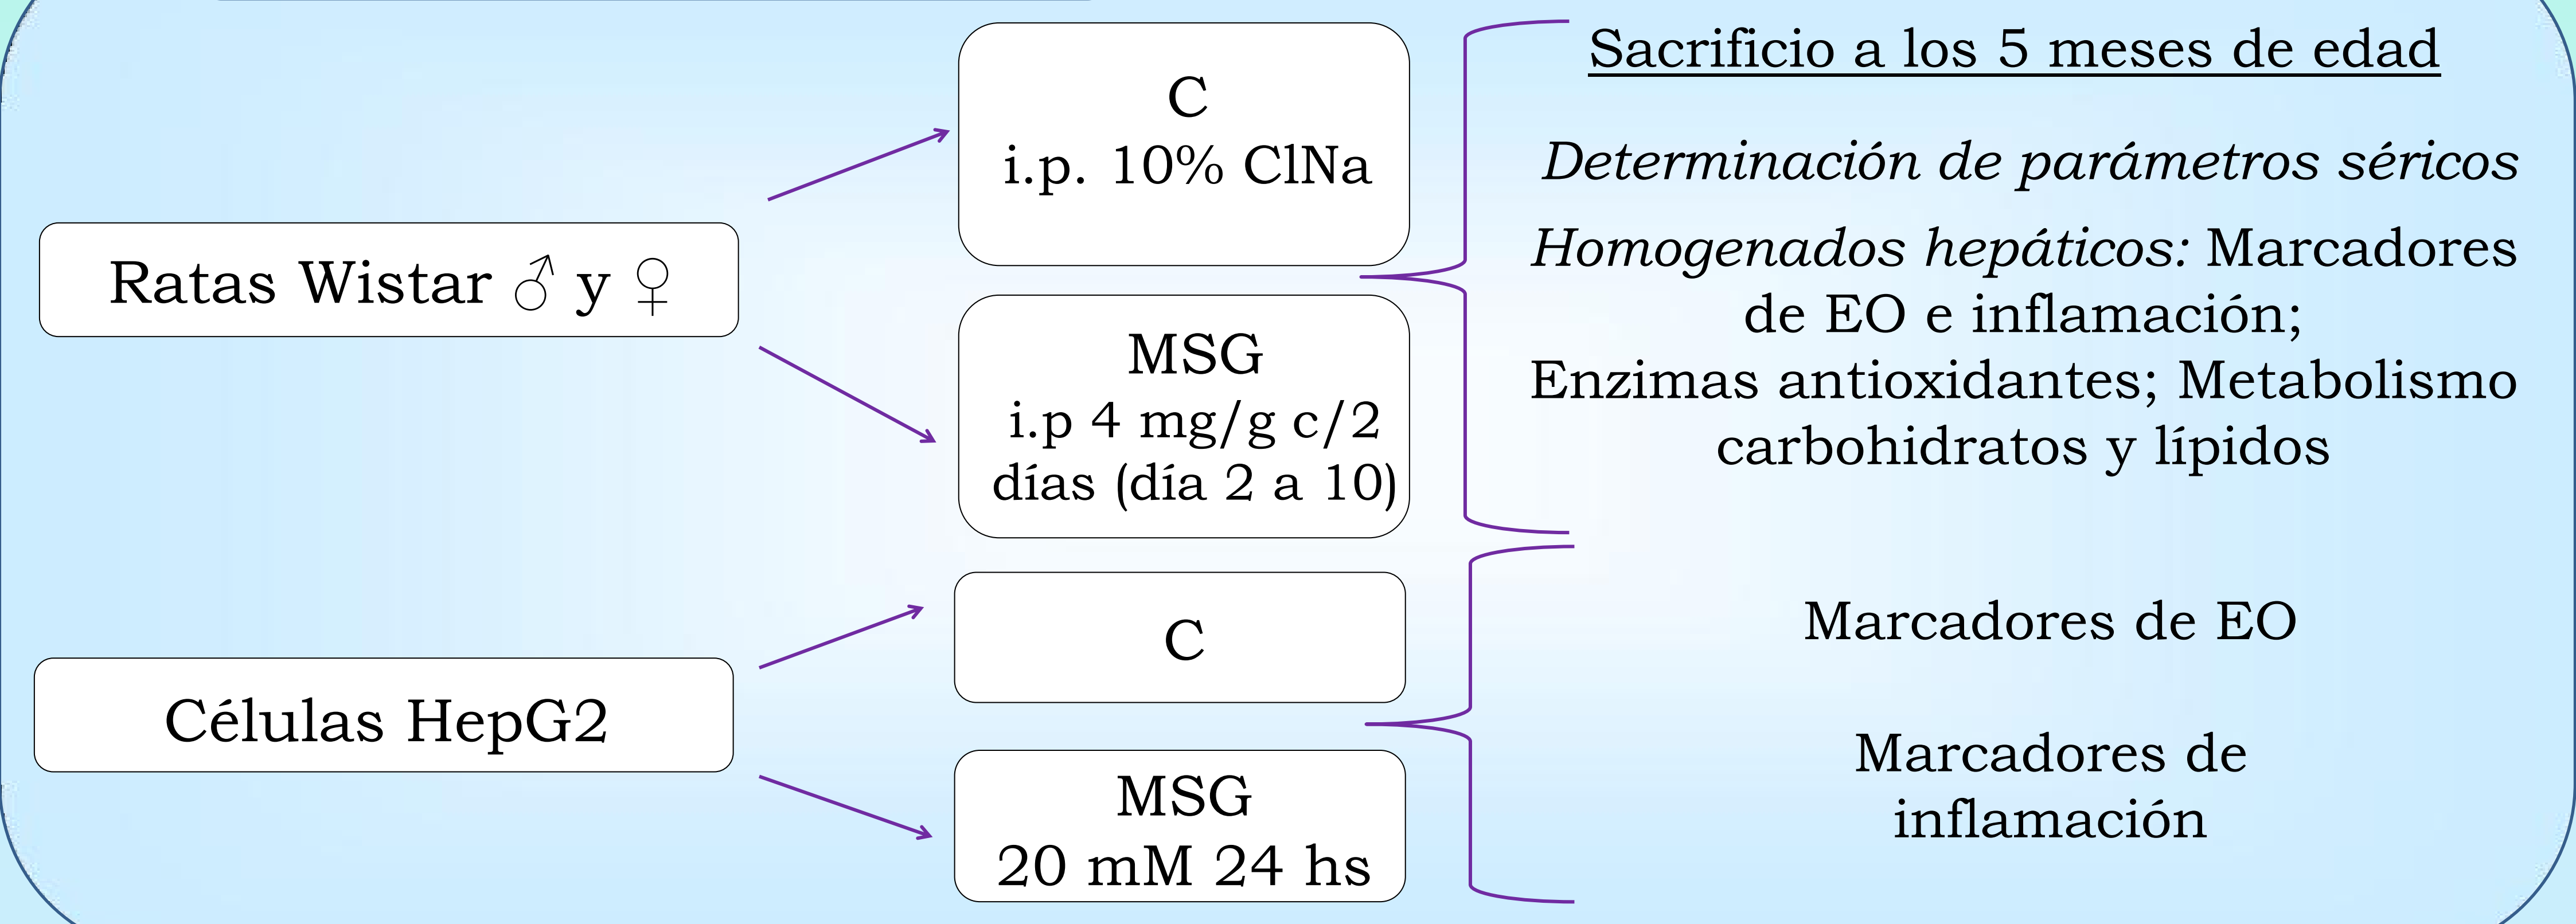 Ratas Wistar ♂ y ♀
C
i.p. 10% ClNa
MSG
i.p 4 mg/g c/2
días (día 2 a 10)
Sacrificio a los 5 meses de edad
Determinación de parámetros séricos
Homogenados hepáticos: Marcadores
de EO e inflamación;
Enzimas antioxidantes; Metabolismo
carbohidratos y lípidos
Células HepG2
C
MSG
20 mM 24 hs
Marcadores de EO
Marcadores de
inflamación